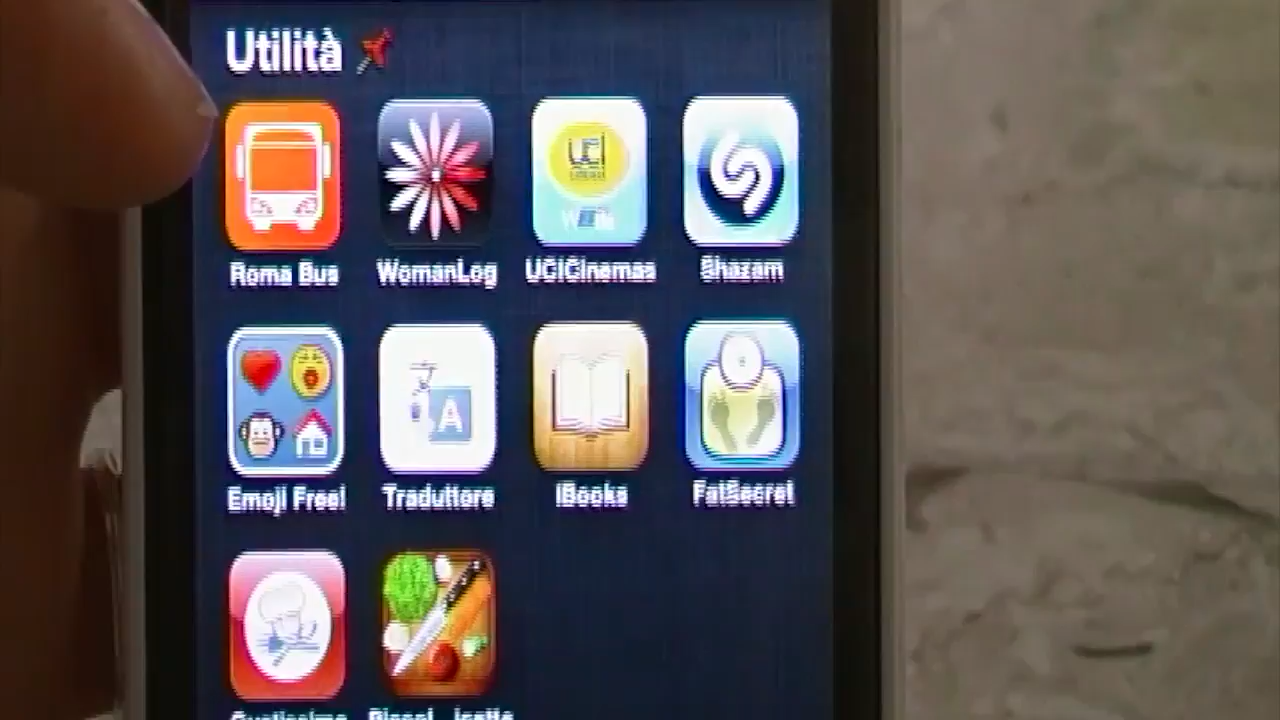 Utilità
Roma Bus
WomanLog
UCICinemas
Shazam
Emoji Free!
A
Traduttore
iBooks
FatSecret